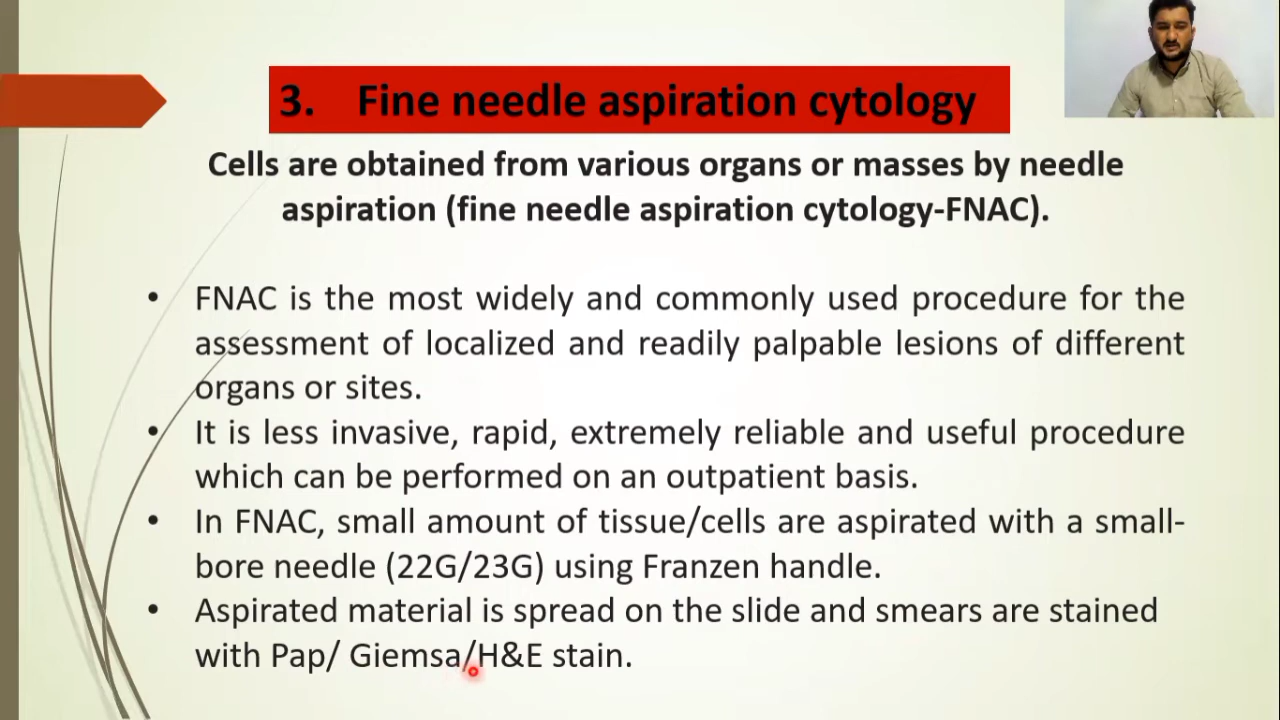 3. Fine needle aspiration cytology
Cells are obtained from various organs or masses by needle
aspiration (fine needle aspiration cytology-FNAC).
• FNAC is the most widely and commonly used procedure for the
assessment of localized and readily palpable lesions of different
organs or sites.
• It is less invasive, rapid, extremely reliable and useful procedure
which can be performed on an outpatient basis.
• In FNAC, small amount of tissue/cells are aspirated with a small-
bore needle (22G/23G) using Franzen handle.
• Aspirated material is spread on the slide and smears are stained
with Pap/ Giemsa/H&E stain.